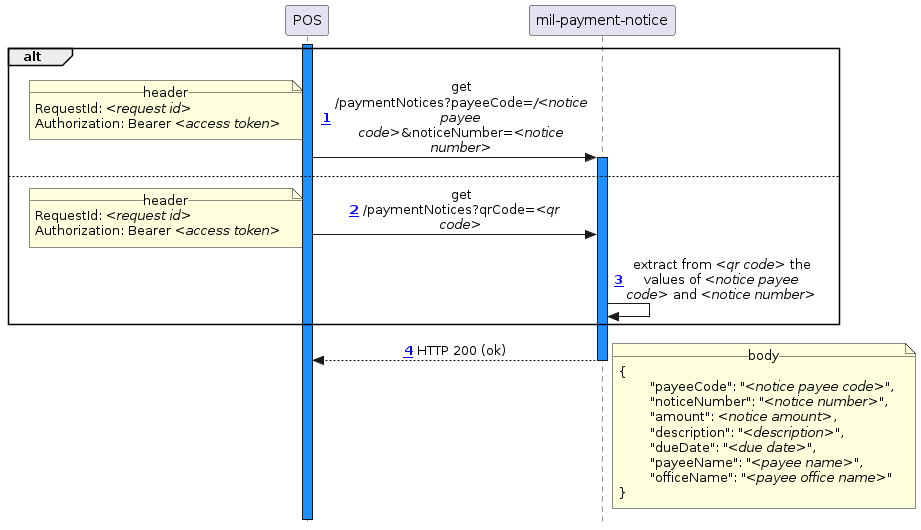 POS
mil-payment-notice
alt
header
RequestId: <request id>
Authorization: Bearer <access token>
get
/paymentNotices?payeeCode=/<notice
payee
1
code>&noticeNumber=<notice
number>
header
RequestId: <request id>
Authorization: Bearer <access token>
get
2 /paymentNotices?qrCode=<qr
code>
extract from <qr code> the
3 values of <notice payee
code> and <notice number>
4 HTTP 200 (ok)
body
{
"payeeCode": "<notice payee code>",
"noticeNumber": "<notice number>",
"amount": <notice amount>,
"description": "<description>",
"dueDate": "<due date>",
"payeeName": "<payee name>",
"officeName": "<payee office name>"
}